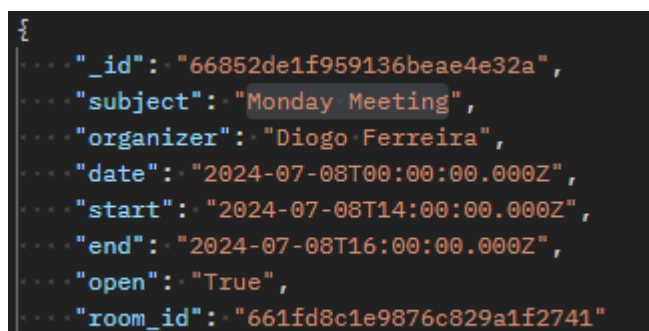 {
"_id": "66852de1f959136beae4e32a",
"subject": "Monday Meeting",
"organizer": "Diogo Ferreira",
"date": "2024-07-08T00:00:00.000Z",
"start": "2024-07-08T14:00:00.000Z",
"end": "2024-07-08T16:00:00.000Z",
"open": "True",
"room_id": "661fd8c1e9876c829a1f2741"